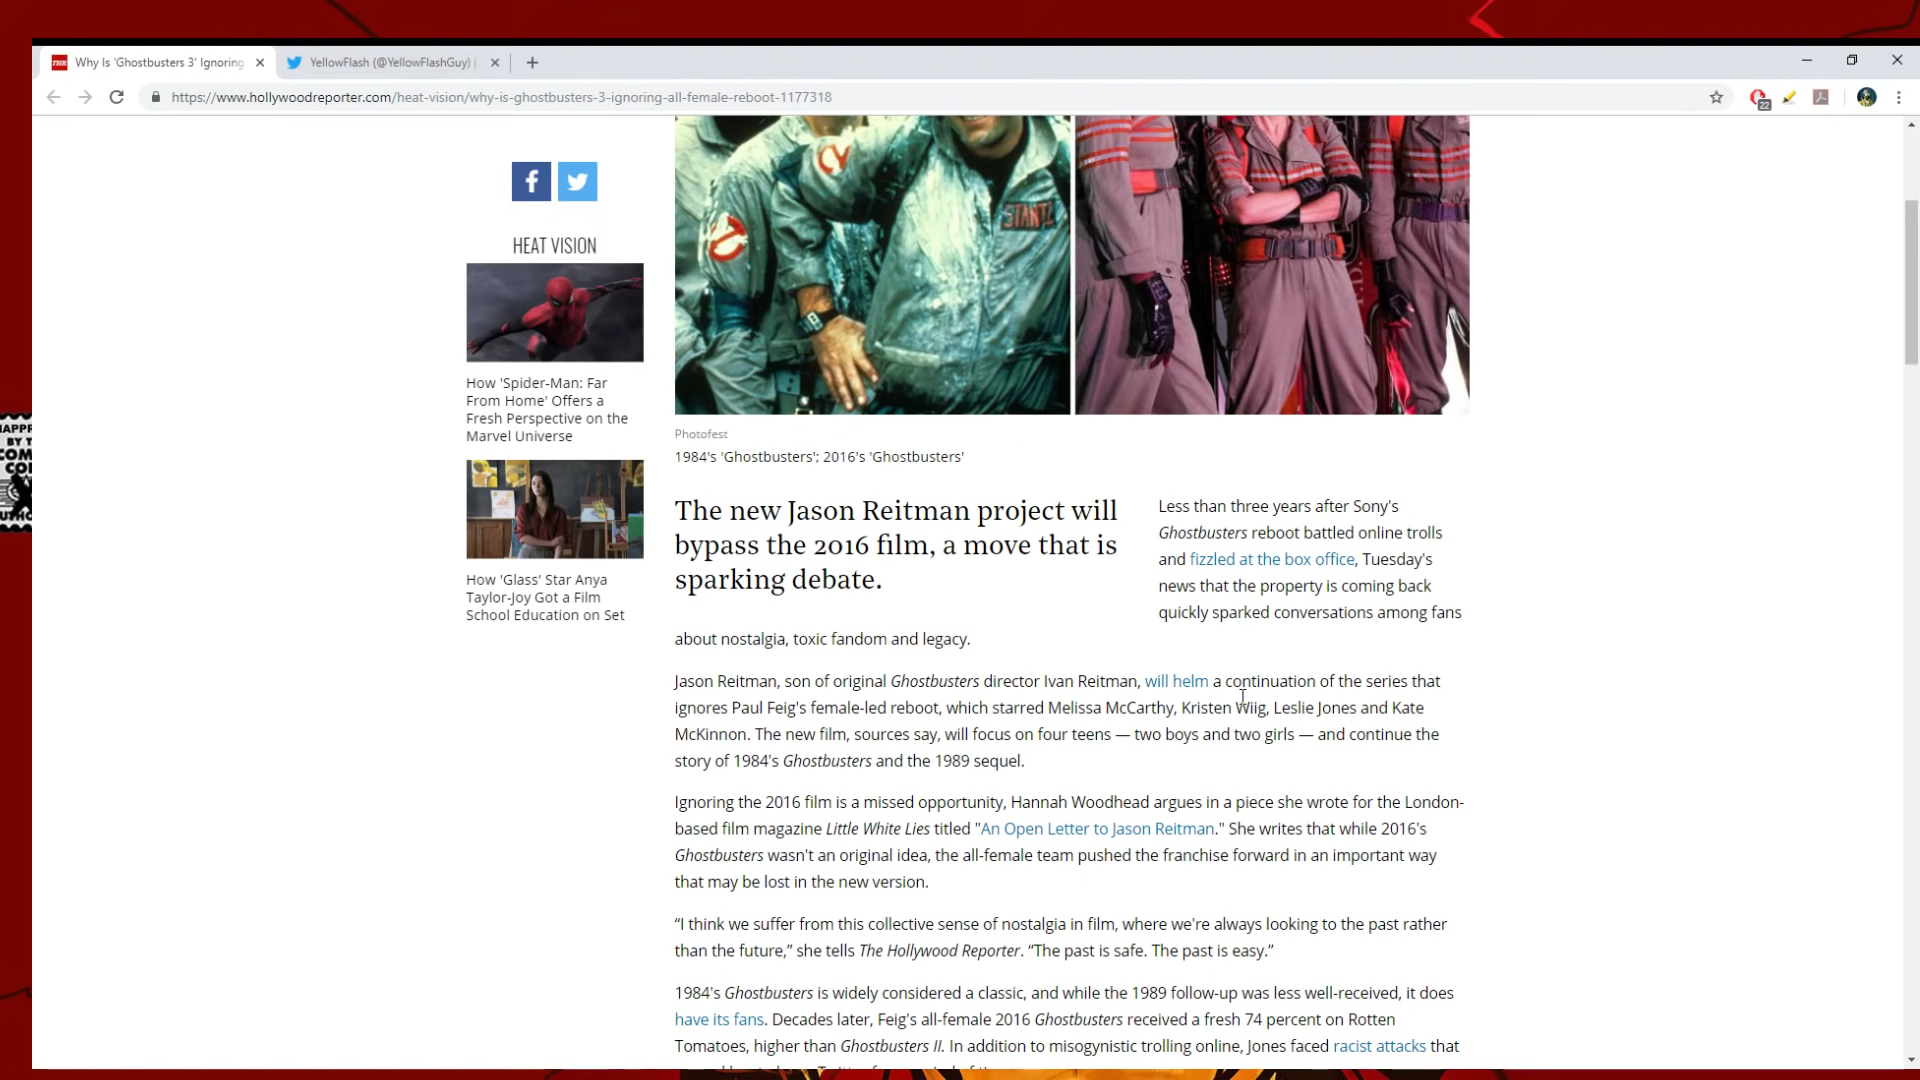 Why Is 'Ghostbusters 3' Ignoring
YellowFlash (@YellowFlashGuy) |
https://www.hollywoodreporter.com/heat-vision/why-is-ghostbusters-3-ignoring-all-female-reboot-1177318
22
STANTZ
HEAT VISION
How 'Spider-Man: Far
From Home' Offers a
Fresh Perspective on the
Marvel Universe
How 'Glass' Star Anya
Taylor-Joy Got a Film
School Education on Set
Photofest
1984's 'Ghostbusters'; 2016's 'Ghostbusters'
The new Jason Reitman project will
bypass the 2016 film, a move that is
sparking debate.
Less than three years after Sony's
Ghostbusters reboot battled online trolls
and fizzled at the box office, Tuesday's
news that the property is coming back
quickly sparked conversations among fans
about nostalgia, toxic fandom and legacy.
Jason Reitman, son of original Ghostbusters director Ivan Reitman, will helm a continuation of the series that
ignores Paul Feig's female-led reboot, which starred Melissa McCarthy, Kristen Wiig, Leslie Jones and Kate
McKinnon. The new film, sources say, will focus on four teens — two boys and two girls — and continue the
story of 1984's Ghostbusters and the 1989 sequel.
Ignoring the 2016 film is a missed opportunity, Hannah Woodhead argues in a piece she wrote for the London-
based film magazine Little White Lies titled "An Open Letter to Jason Reitman." She writes that while 2016's
Ghostbusters wasn't an original idea, the all-female team pushed the franchise forward in an important way
that may be lost in the new version.
“I think we suffer from this collective sense of nostalgia in film, where we're always looking to the past rather
than the future,” she tells The Hollywood Reporter. “The past is safe. The past is easy.”
1984's Ghostbusters is widely considered a classic, and while the 1989 follow-up was less well-received, it does
have its fans. Decades later, Feig's all-female 2016 Ghostbusters received a fresh 74 percent on Rotten
Tomatoes, higher than Ghostbusters II. In addition to misogynistic trolling online, Jones faced racist attacks that